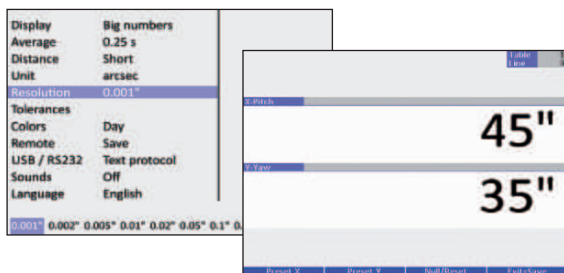 Display Big numbers
Average 0.25 s
Distance Short
Unit arcsec
Resolution 0.001"
Tolerances
Colors Day
Remote Save
USB / RS232 Text protocol
Sounds Off
Language English
0.001" 0.002" 0.005" 0.01" 0.02" 0.05" 0.1" 0.
Table
Line
X-Pitch
45"
Y-Yaw
35"
Preset X Preset Y Null/Reset Exit+Save